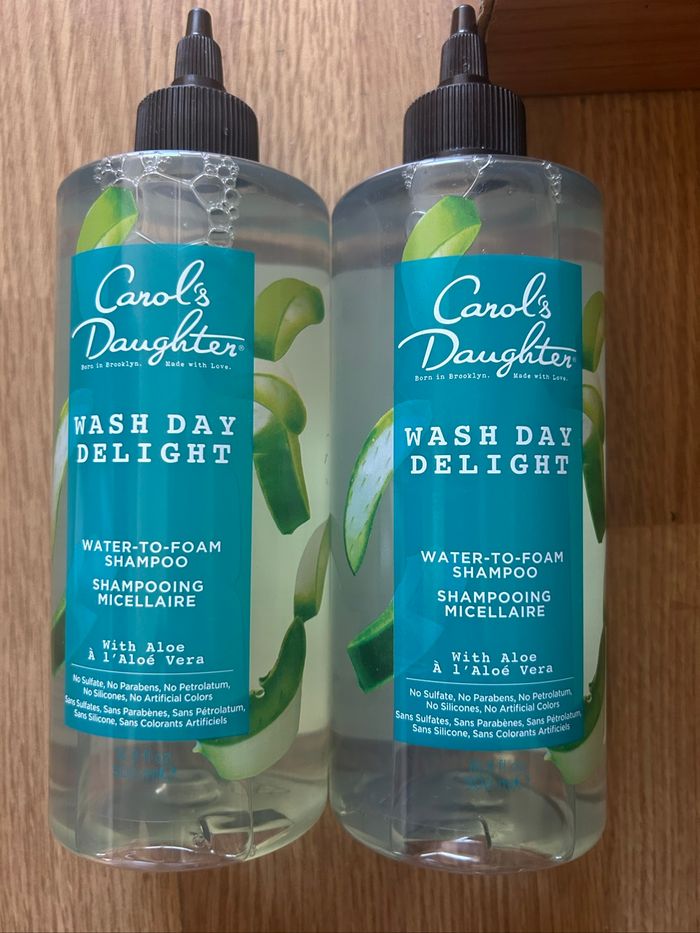 Carol's
Daughter®
Born in Brooklyn. Made with Love.
WASH DAY
DELIGHT
WATER-TO-FOAM
SHAMPOO
SHAMPOOING
MICELLAIRE
With Aloe
À l'Aloé Vera
No Sulfate, No Parabens, No Petrolatum,
No Silicones, No Artificial Colors
Sans Sulfates, Sans Parabènes, Sans Pétrolatum,
Sans Silicone, Sans Colorants Artificiels
Carol's
Daughter®
Born in Brooklyn. Made with Love.
WASH DAY
DELIGHT
WATER-TO-FOAM
SHAMPOO
SHAMPOOING
MICELLAIRE
With Aloe
À l'Aloé Vera
No Sulfate, No Parabens, No Petrolatum,
No Silicones, No Artificial Colors
Sans Sulfates, Sans Parabènes, Sans Pétrolatum,
Sans Silicone, Sans Colorants Artificiels